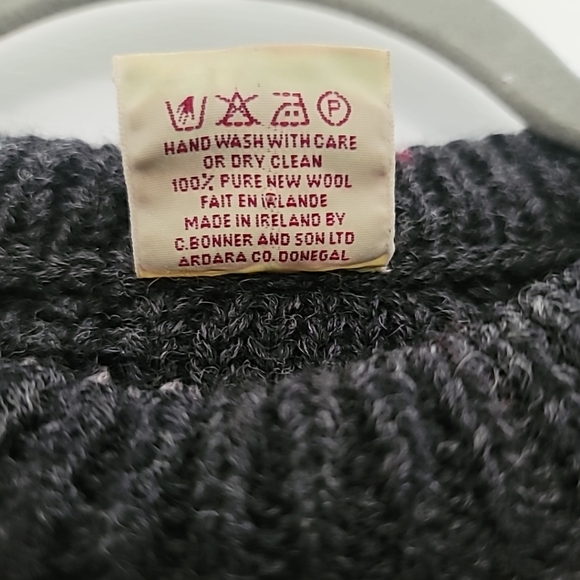 P
HAND WASH WITH CARE
OR DRY CLEAN
100% PURE NEW WOOL
FAIT EN IRLANDE
MADE IN IRELAND BY
C.BONNER AND SON LTD
ARDARA CO. DONEGAL